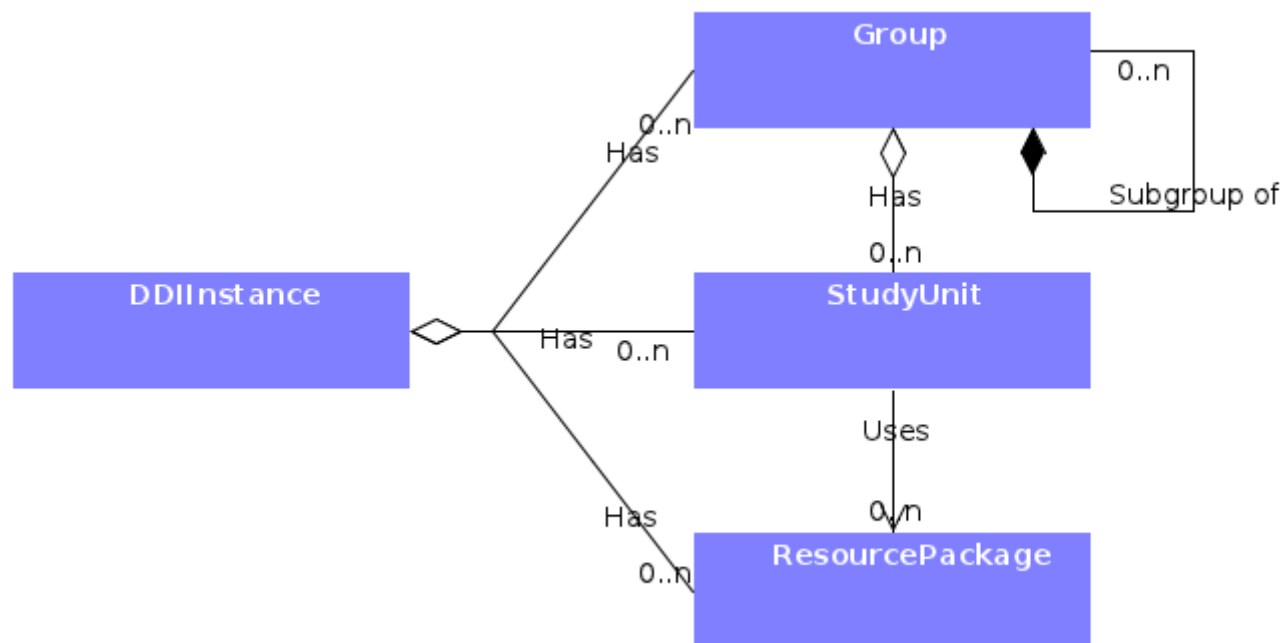 Group
0..n
0..n
Has
Has
Subgroup of
0..n
DDIInstance
StudyUnit
Has
0..n
Uses
Has
0..n
ResourcePackage
0..n